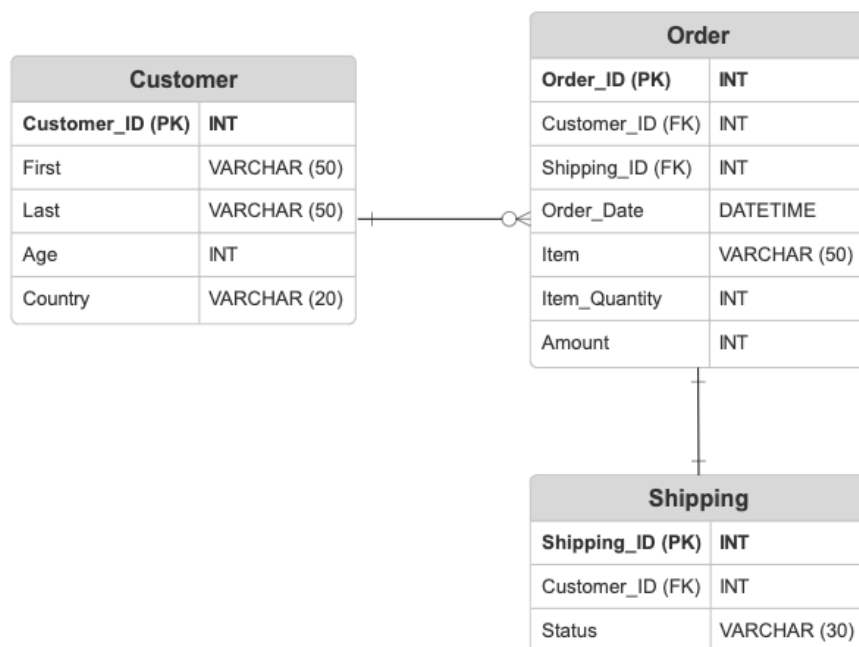 Customer
Customer_ID (PK) INT
First VARCHAR (50)
Last VARCHAR (50)
Age INT
Country VARCHAR (20)
Order
Order_ID (PK) INT
Customer_ID (FK) INT
Shipping_ID (FK) INT
Order_Date DATETIME
Item VARCHAR (50)
Item_Quantity INT
Amount INT
Shipping
Shipping_ID (PK) INT
Customer_ID (FK) INT
Status VARCHAR (30)